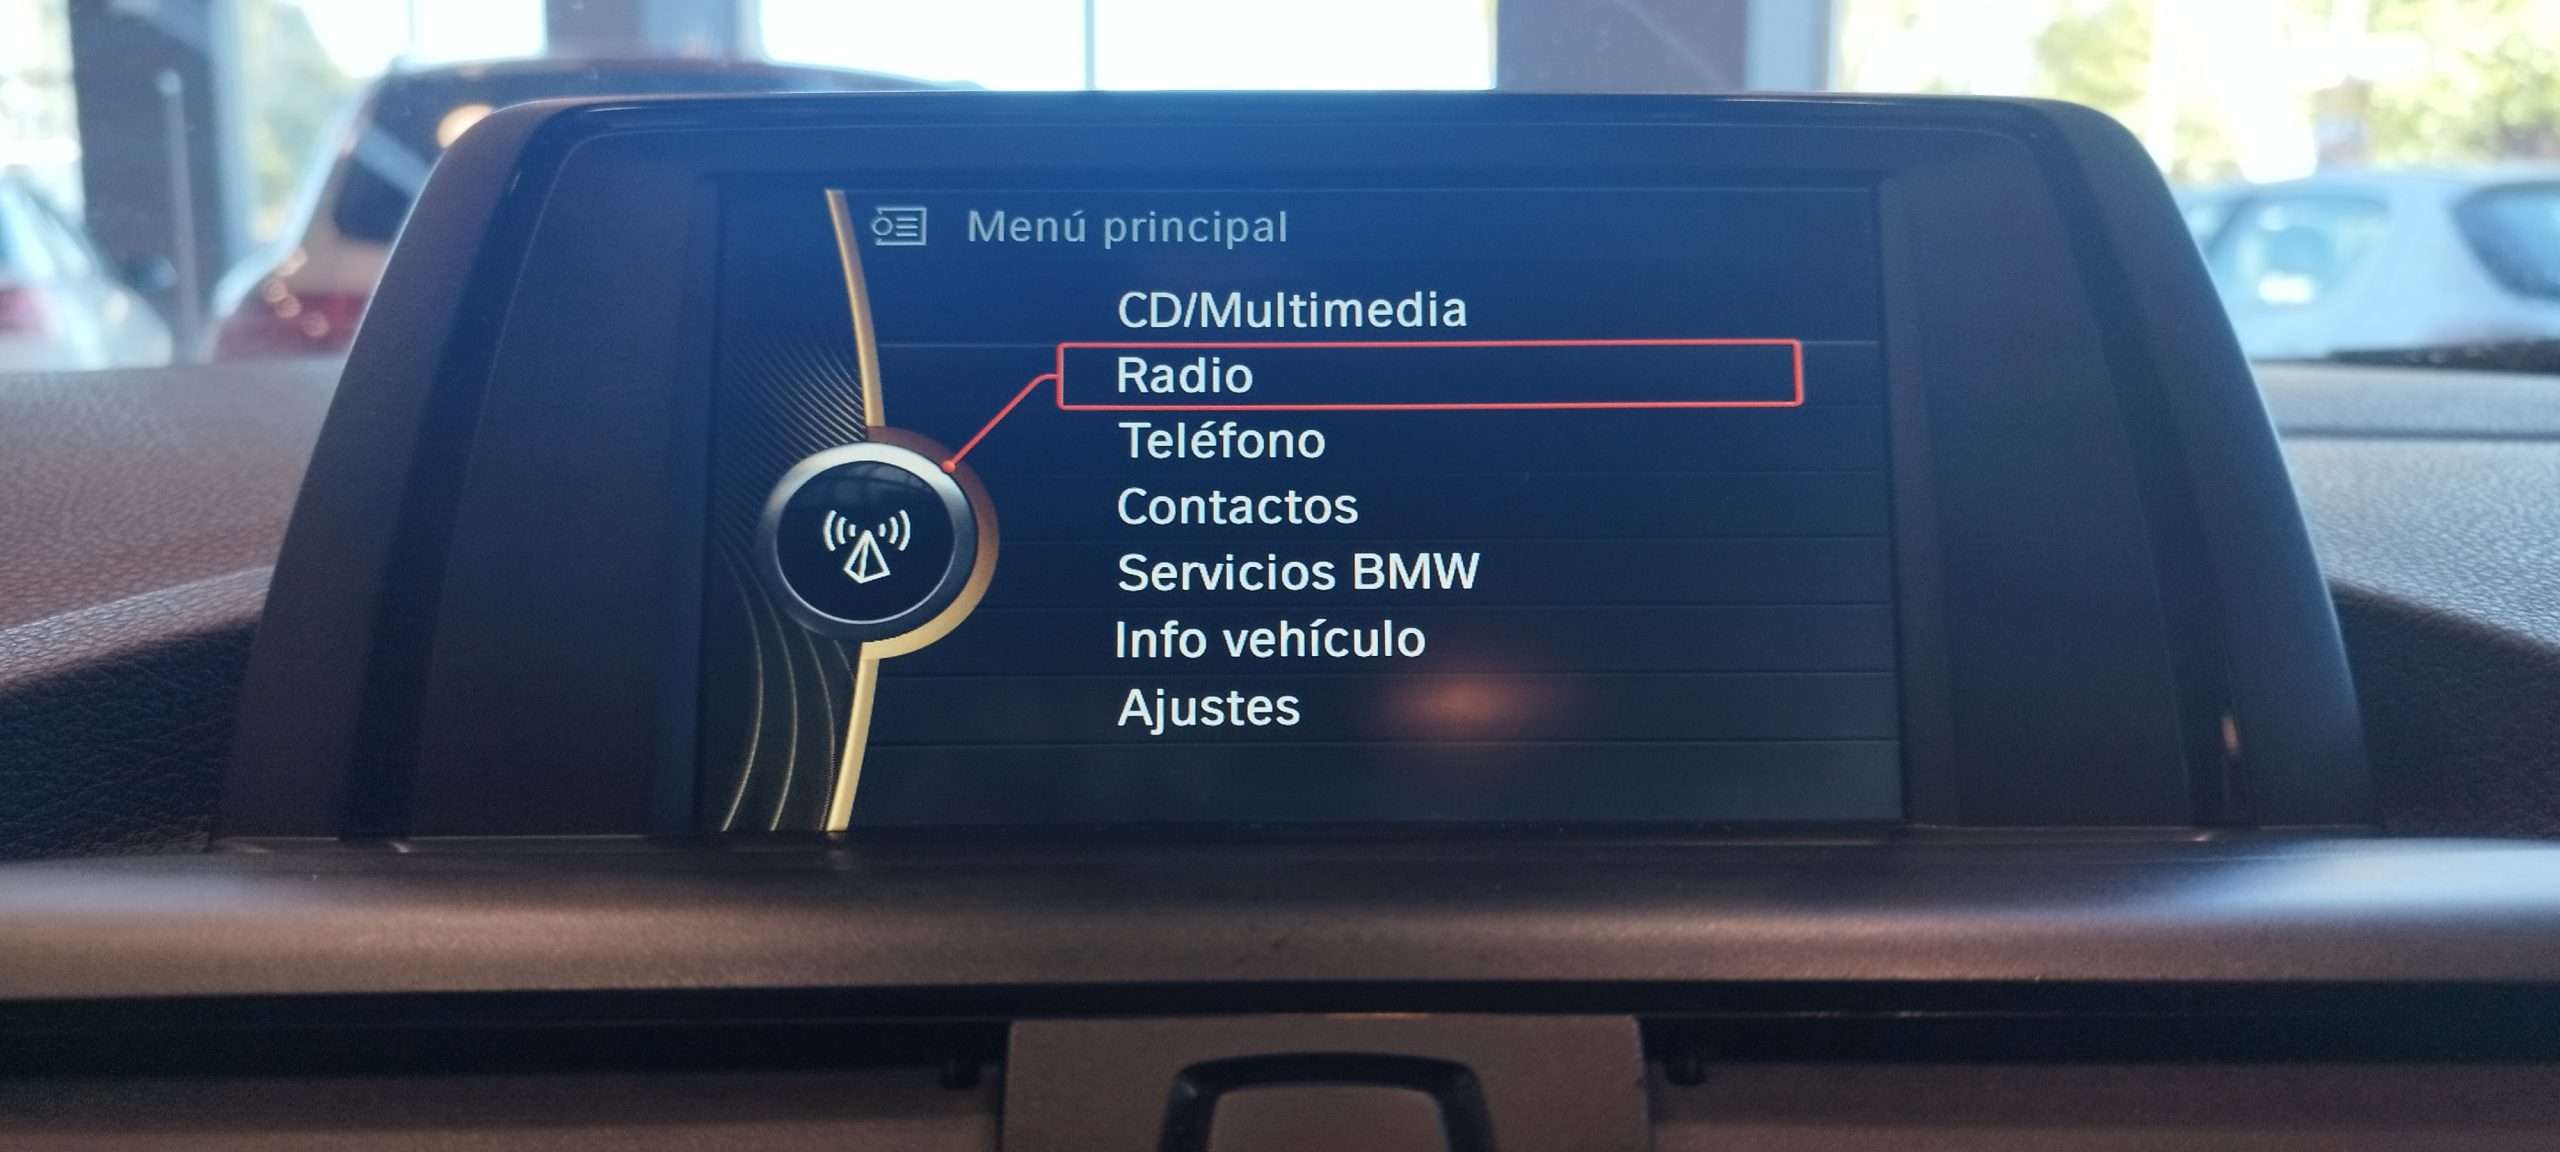 Menú principal
CD/Multimedia
Radio
Teléfono
Contactos
Servicios BMW
Info vehículo
Ajustes